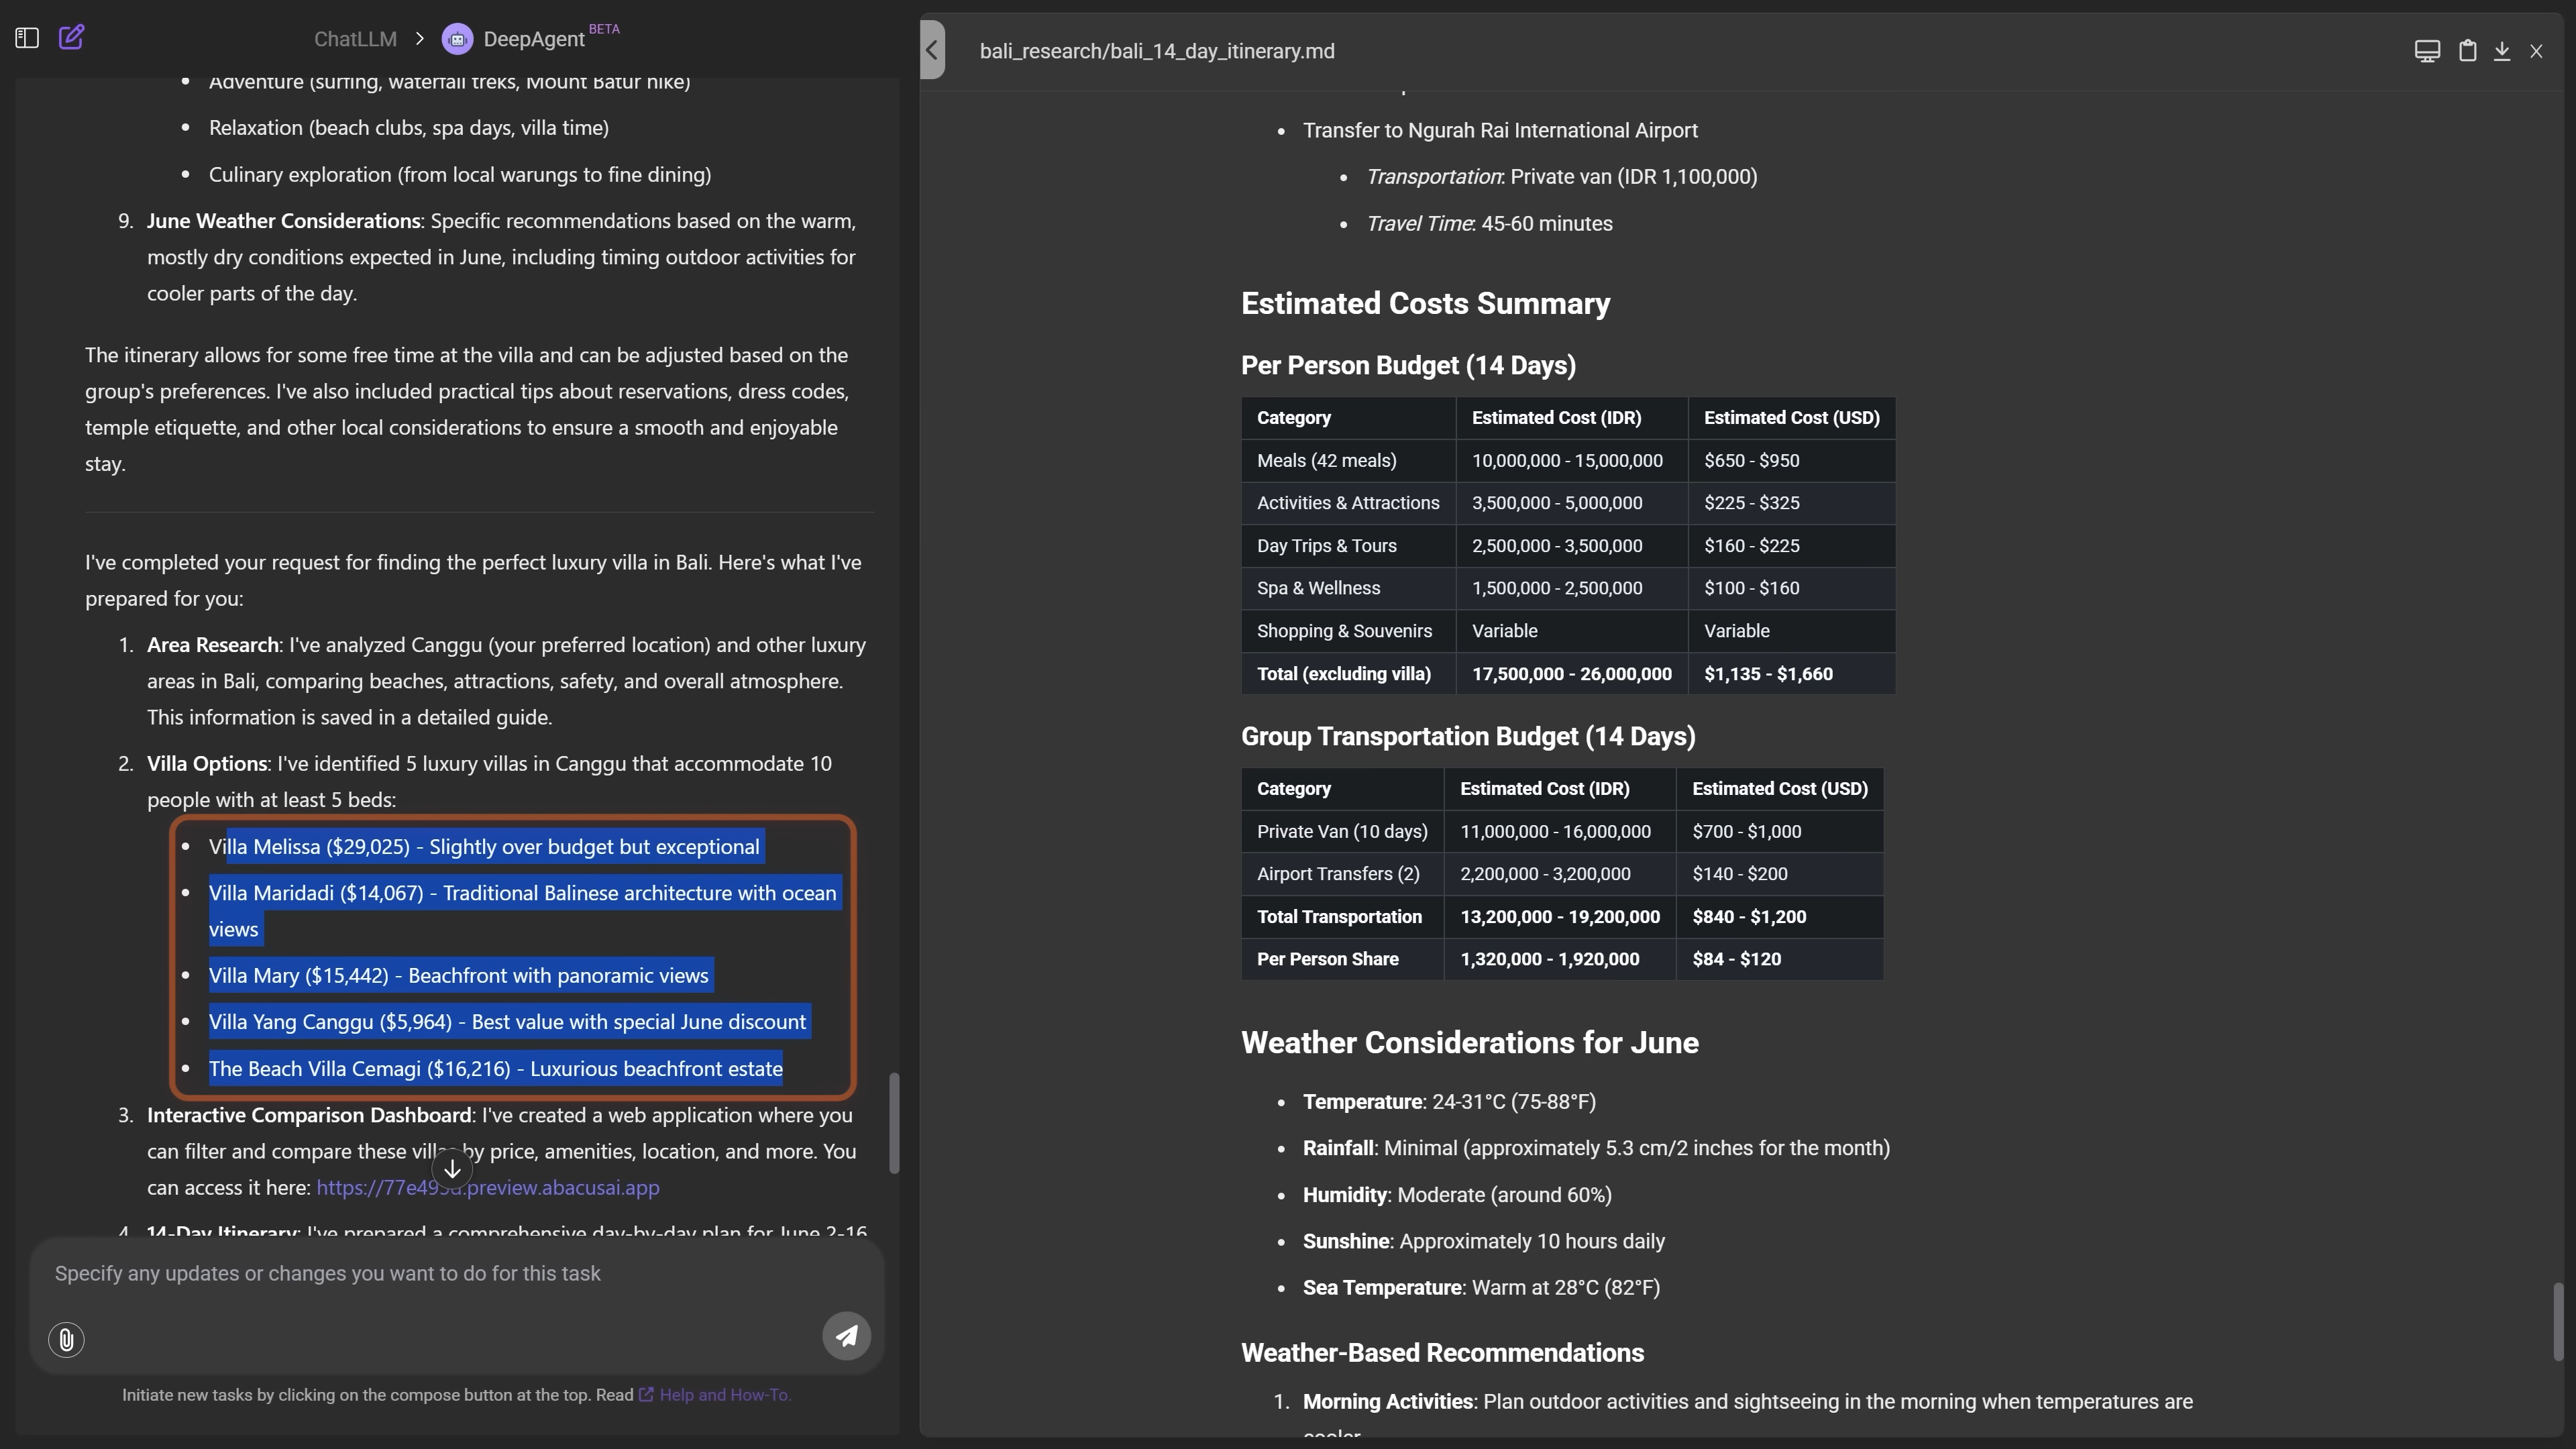 ChatLLM > DeepAgent BETA
• Adventure (surfing, waterfall treks, Mount Batur hike)
• Relaxation (beach clubs, spa days, villa time)
• Culinary exploration (from local warungs to fine dining)
9. June Weather Considerations: Specific recommendations based on the warm,
mostly dry conditions expected in June, including timing outdoor activities for
cooler parts of the day.
The itinerary allows for some free time at the villa and can be adjusted based on the
group's preferences. I've also included practical tips about reservations, dress codes,
temple etiquette, and other local considerations to ensure a smooth and enjoyable
stay.
I've completed your request for finding the perfect luxury villa in Bali. Here's what I've
prepared for you:
1. Area Research: I've analyzed Canggu (your preferred location) and other luxury
areas in Bali, comparing beaches, attractions, safety, and overall atmosphere.
This information is saved in a detailed guide.
2. Villa Options: I've identified 5 luxury villas in Canggu that accommodate 10
people with at least 5 beds:
• Villa Melissa ($29,025) - Slightly over budget but exceptional
• Villa Maridadi ($14,067) - Traditional Balinese architecture with ocean
views
• Villa Mary ($15,442) - Beachfront with panoramic views
• Villa Yang Canggu ($5,964) - Best value with special June discount
• The Beach Villa Cemagi ($16,216) - Luxurious beachfront estate
3. Interactive Comparison Dashboard: I've created a web application where you
can filter and compare these villas by price, amenities, location, and more. You
can access it here:
4. 14-Day Itinerary: I've prepared a comprehensive day-by-day plan for June 2-16
Specify any updates or changes you want to do for this task
Initiate new tasks by clicking on the compose button at the top. Read Help and How-To.
bali_research/bali_14_day_itinerary.md
• Transfer to Ngurah Rai International Airport
• Transportation: Private van (IDR 1,100,000)
• Travel Time: 45-60 minutes
Estimated Costs Summary
Per Person Budget (14 Days)
Category Estimated Cost (IDR) Estimated Cost (USD)
Meals (42 meals) 10,000,000 - 15,000,000 $650 - $950
Activities & Attractions 3,500,000 - 5,000,000 $225 - $325
Day Trips & Tours 2,500,000 - 3,500,000 $160 - $225
Spa & Wellness 1,500,000 - 2,500,000 $100 - $160
Shopping & Souvenirs Variable Variable
Total (excluding villa) 17,500,000 - 26,000,000 $1,135 - $1,660
Group Transportation Budget (14 Days)
Category Estimated Cost (IDR) Estimated Cost (USD)
Private Van (10 days) 11,000,000 - 16,000,000 $700 - $1,000
Airport Transfers (2) 2,200,000 - 3,200,000 $140 - $200
Total Transportation 13,200,000 - 19,200,000 $840 - $1,200
Per Person Share 1,320,000 - 1,920,000 $84 - $120
Weather Considerations for June
• Temperature: 24-31°C (75-88°F)
• Rainfall: Minimal (approximately 5.3 cm/2 inches for the month)
• Humidity: Moderate (around 60%)
• Sunshine: Approximately 10 hours daily
• Sea Temperature: Warm at 28°C (82°F)
Weather-Based Recommendations
1. Morning Activities: Plan outdoor activities and sightseeing in the morning when temperatures are
cooler